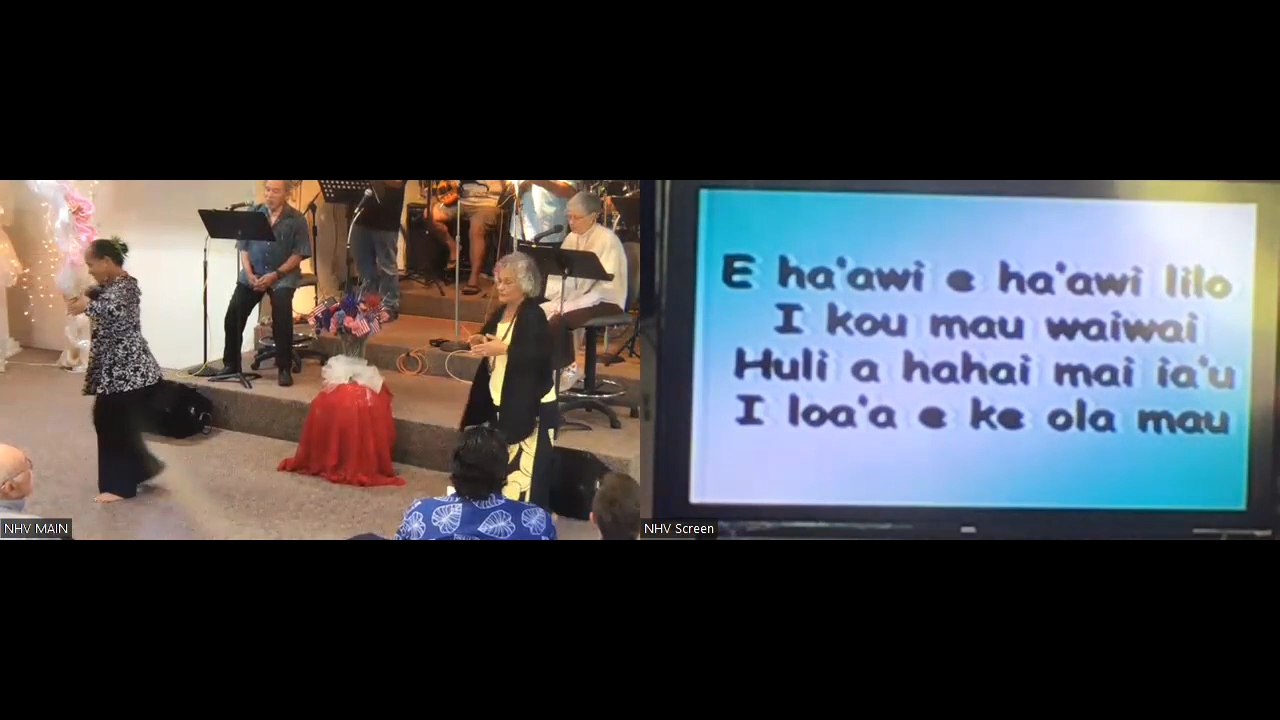 E ha'awi e ha'awi lilo
I kou mau waiwai
Huli a hahai mai ia'u
I loa'a e ke ola mau
NHV MAIN
NHV Screen